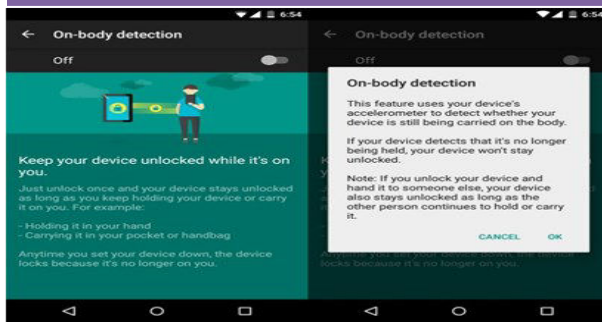 6:54
On-body detection
Off
Keep your device unlocked while it's on
you.
Just unlock once and your device stays unlocked
as long as you keep holding your device or carry
it on you. For example:
- Holding it in your hand
- Carrying it in your pocket or handbag
Anytime you set your device down, the device
locks because it's no longer on you.
6:54
On-body detection
Off
On-body detection
This feature uses your device's
accelerometer to detect whether your
device is still being carried on the body.
If your device detects that it's no longer
being held, your device won't stay
unlocked.
Note: If you unlock your device and
hand it to someone else, your device
also stays unlocked as long as the
other person continues to hold or carry
it.
CANCEL OK
locks because it's no longer on you.